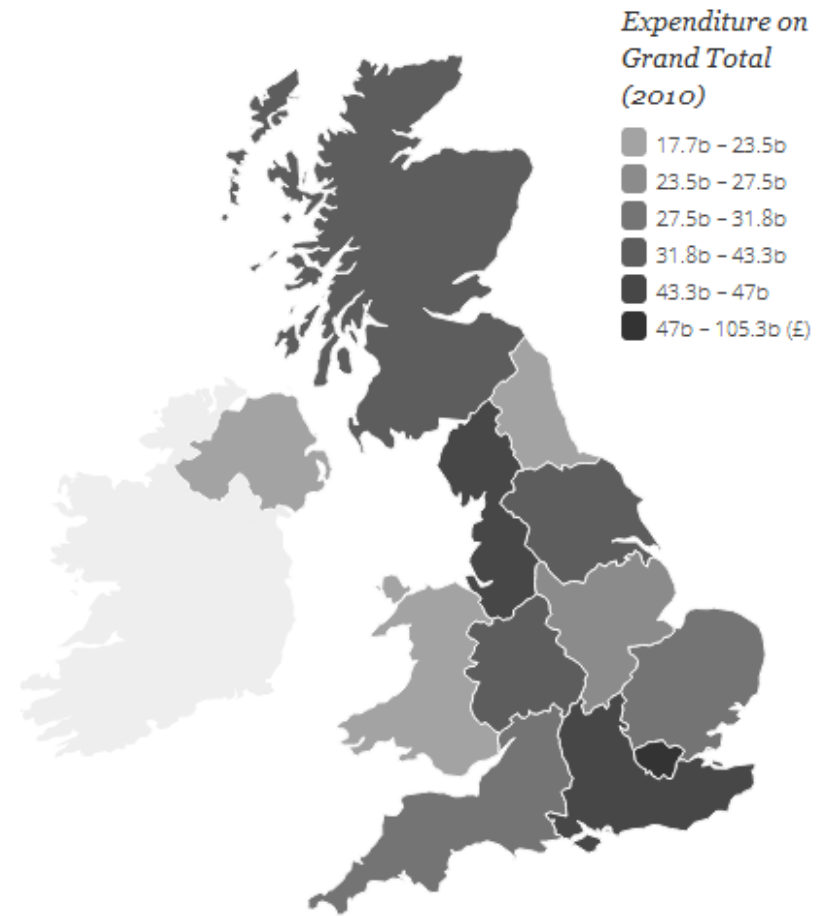 Expenditure on
Grand Total
(2010)
17.7b – 23.5b
23.5b – 27.5b
27.5b – 31.8b
31.8b – 43.3b
43.3b – 47b
47b – 105.3b (£)